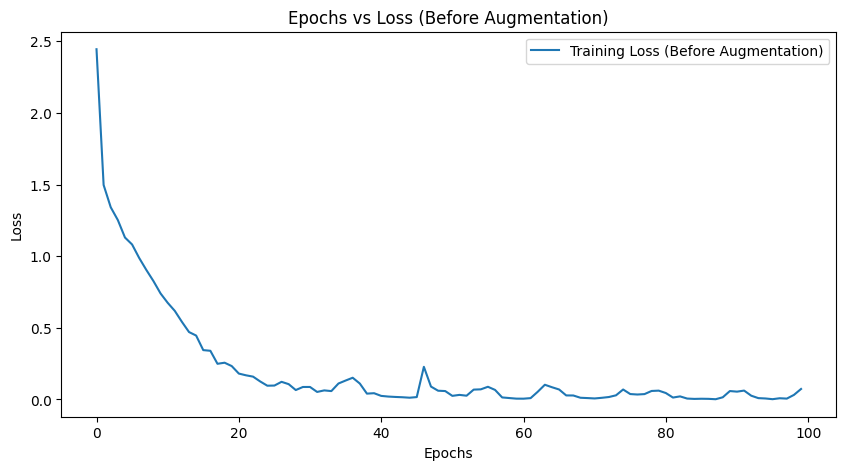 Epochs vs Loss (Before Augmentation)
Training Loss (Before Augmentation)
2.5
2.0
1.5
1.0
0.5
0.0
Loss
0 20 40 60 80 100
Epochs